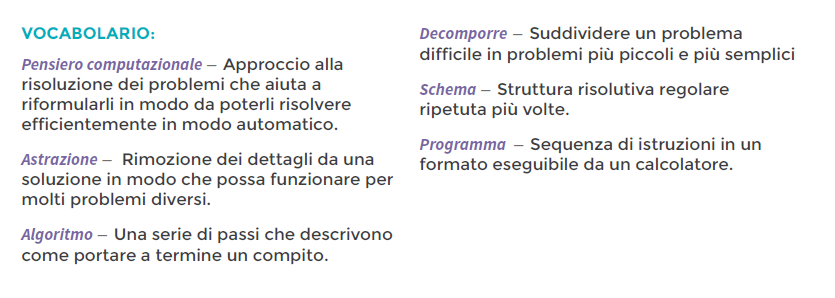 VOCABOLARIO:
Pensiero computazionale – Approccio alla
risoluzione dei problemi che aiuta a
riformularli in modo da poterli risolvere
efficientemente in modo automatico.
Astrazione – Rimozione dei dettagli da una
soluzione in modo che possa funzionare per
molti problemi diversi.
Algoritmo – Una serie di passi che descrivono
come portare a termine un compito.
Decomporre – Suddividere un problema
difficile in problemi più piccoli e più semplici
Schema – Struttura risolutiva regolare
ripetuta più volte.
Programma – Sequenza di istruzioni in un
formato eseguibile da un calcolatore.